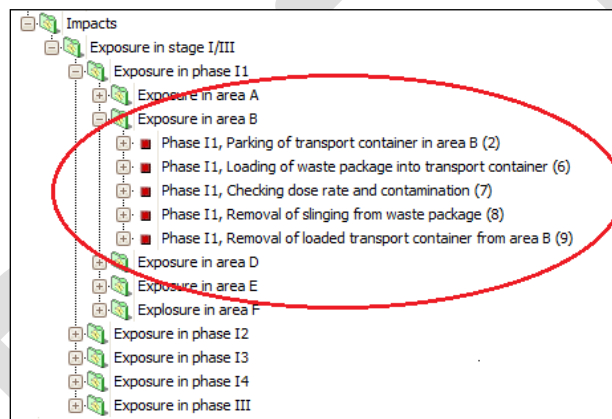 Impacts
Exposure in stage I/III
Exposure in phase I1
Exposure in area A
Exposure in area B
Phase I1, Parking of transport container in area B (2)
Phase I1, Loading of waste package into transport container (6)
Phase I1, Checking dose rate and contamination (7)
Phase I1, Removal of slinging from waste package (8)
Phase I1, Removal of loaded transport container from area B (9)
Exposure in area D
Exposure in area E
Explosure in area F
Exposure in phase I2
Exposure in phase I3
Exposure in phase I4
Exposure in phase III